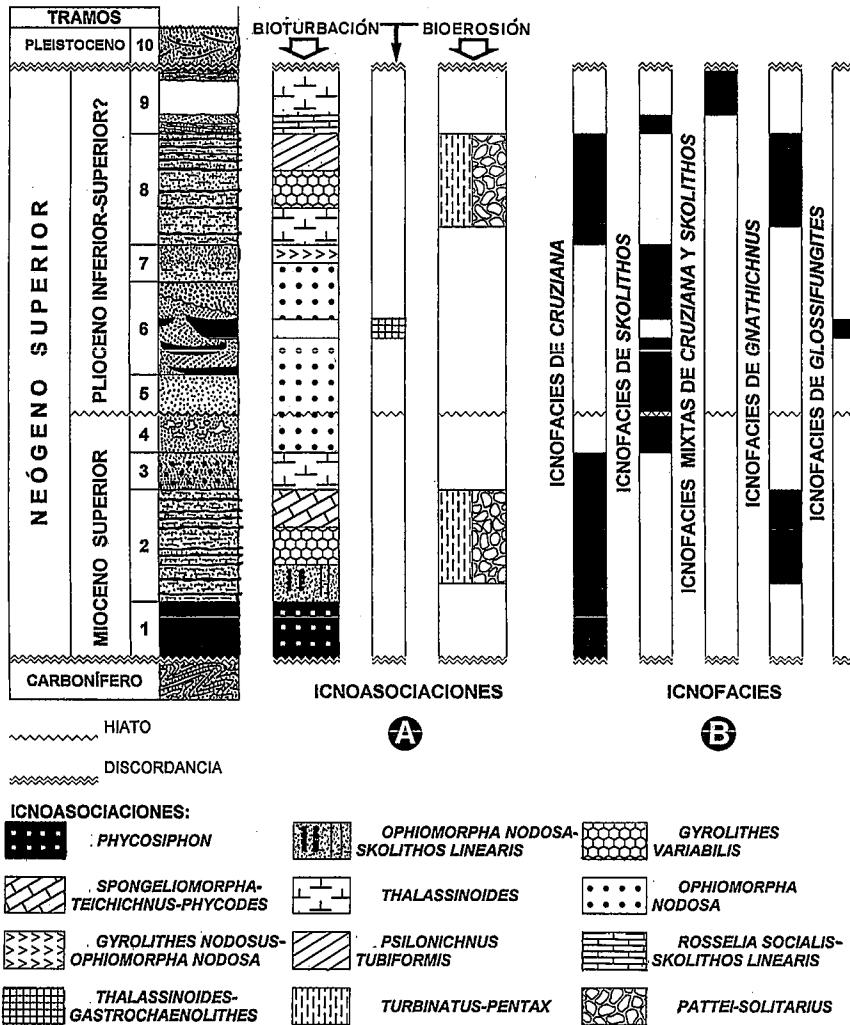 TRAMOS
PLEISTOCENO 10
BIOTURBACIÓN
BIOEROSIÓN
NEÓGENO SUPERIOR
PLIOCENO INFERIOR-SUPERIOR?
MIOCENO SUPERIOR
9
8
7
6
5
4
3
2
1
CARBONÍFERO
ICNOFACIES DE CRUZIANA
ICNOFACIES DE SKOLITHOS
ICNOFACIES MIXTAS DE CRUZIANA Y SKOLITHOS
ICNOFACIES DE GNATHICHNUS
ICNOFACIES DE GLOSSIFUNGITES
ICNOASOCIACIONES
ICNOFACIES
A
B
HIATO
DISCORDANCIA
ICNOASOCIACIONES:
PHYCOSIPHON
OPHIOMORPHA NODOSA-
SKOLITHOS LINEARIS
GYROLITHES
VARIABILIS
SPONGELIOMORPHA-
TEICHICHNUS-PHYCODES
THALASSINOIDES
OPHIOMORPHA
NODOSA
GYROLITHES NODOSUS-
OPHIOMORPHA NODOSA
PSILONICHNUS
TUBIFORMIS
ROSSELIA SOCIALIS-
SKOLITHOS LINEARIS
THALASSINOIDES-
GASTROCHAENOLITHES
TURBINATUS-PENTAX
PATTEI-SOLITARIUS